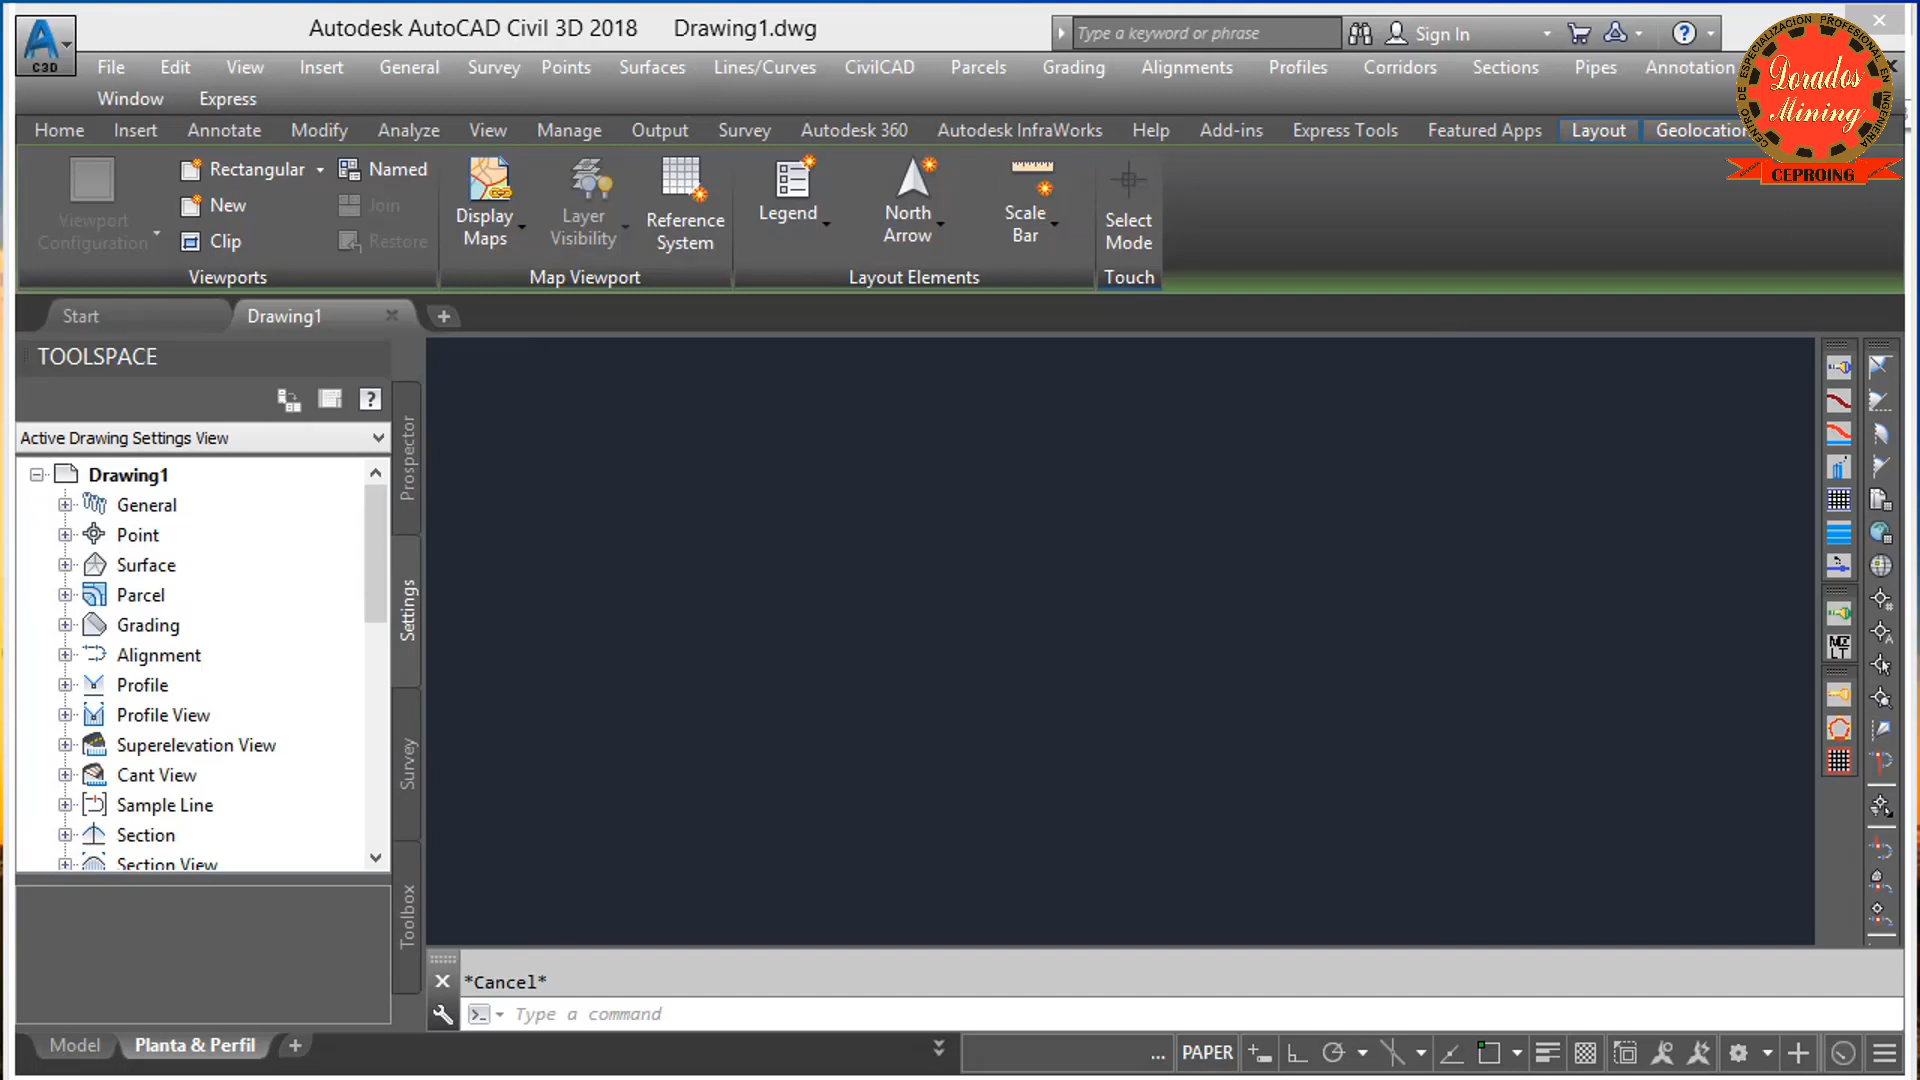 Autodesk AutoCAD Civil 3D 2018 Drawing1.dwg
Type a keyword or phrase
Sign In
C3D
File Edit View Insert General Survey Points Surfaces Lines/Curves CivilCAD Parcels Grading Alignments Profiles Corridors Sections Pipes Annotation
Window Express
Home Insert Annotate Modify Analyze View Manage Output Survey Autodesk 360 Autodesk InfraWorks Help Add-ins Express Tools Featured Apps Layout Geolocation
CENTRO DE ESPECIALIZACIÓN PROFESIONAL EN INGENIERIA
Dorados
Mining
CEPROING
Rectangular Named
New Join
Clip Restore
Viewport
Configuration
Viewports
Display
Maps
Layer
Visibility
Reference
System
Map Viewport
Legend
North
Arrow
Scale
Bar
Layout Elements
Select
Mode
Touch
Start Drawing1
TOOLSPACE
Active Drawing Settings View
Drawing1
General
Point
Surface
Parcel
Grading
Alignment
Profile
Profile View
Superelevation View
Cant View
Sample Line
Section
Section View
Prospector
Settings
Survey
Toolbox
*Cancel*
Type a command
Model Planta & Perfil
... PAPER